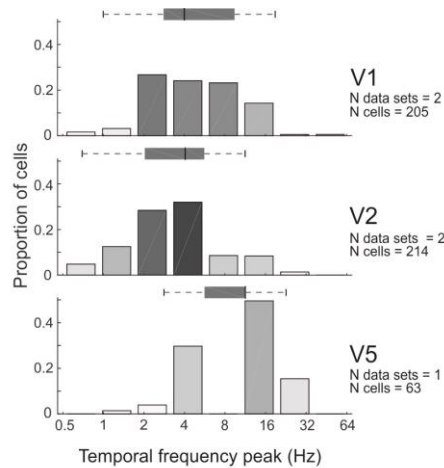 0.4
0.2
0
V1
N data sets = 2
N cells = 205
0.4
0.2
0
V2
N data sets = 2
N cells = 214
Proportion of cells
0.4
0.2
0
V5
N data sets = 1
N cells = 63
0.5 1 2 4 8 16 32 64
Temporal frequency peak (Hz)